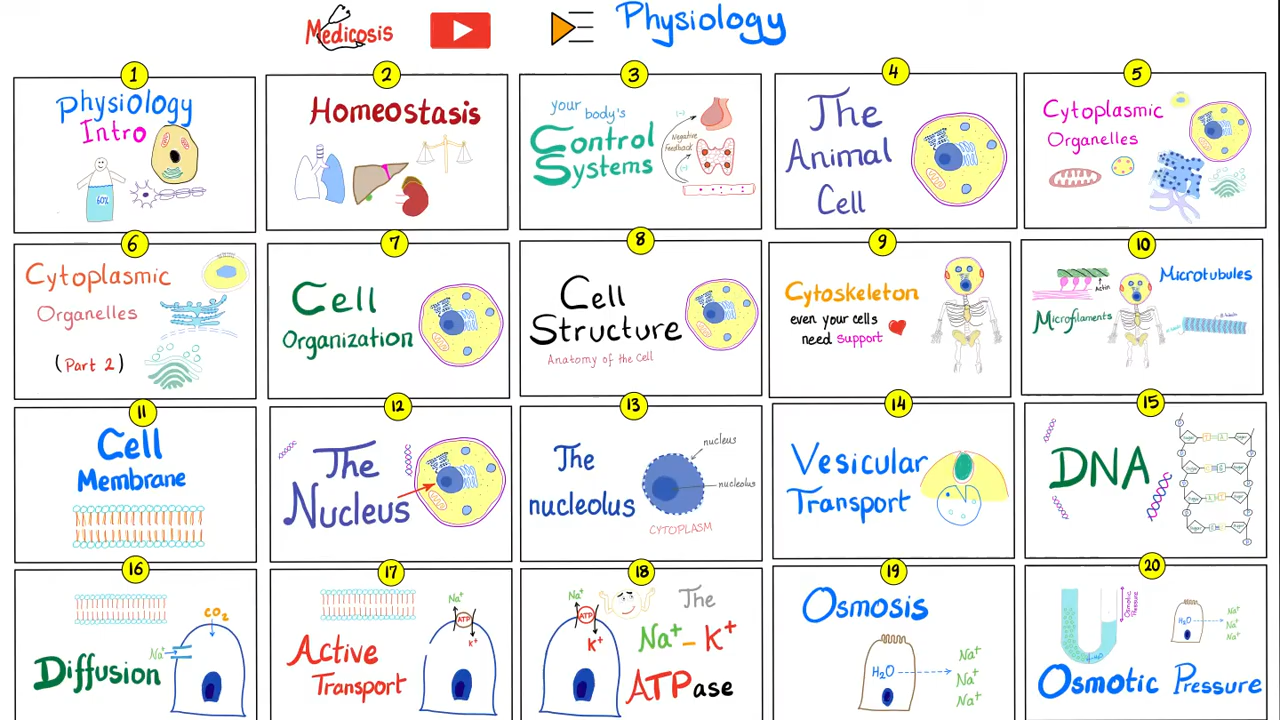 Medicosis
Physiology
1
Physiology
Intro
60%
2
Homeostasis
3
your body's
Control
Systems
Negative
Feedback
(-)
(-)
4
The
Animal
Cell
5
Cytoplasmic
Organelles
6
Cytoplasmic
Organelles
(Part 2)
7
Cell
Organization
8
Cell
Structure
Anatomy of the Cell
9
Cytoskeleton
even your cells
need support
10
Microtubules
Actin
Microfilaments
11
Cell
Membrane
12
The
Nucleus
13
The
nucleolus
nucleus
nucleolus
CYTOPLASM
14
Vesicular
Transport
15
DNA
16
CO2
Na+
Diffusion
17
Na+
ATP
K+
Active
Transport
18
Na+
ATP
K+
The
Na+ - K+
ATPase
19
Osmosis
H2O
Na+
Na+
Na+
20
Osmotic
Pressure
H2O
Na+
Na+
Na+
Osmotic Pressure